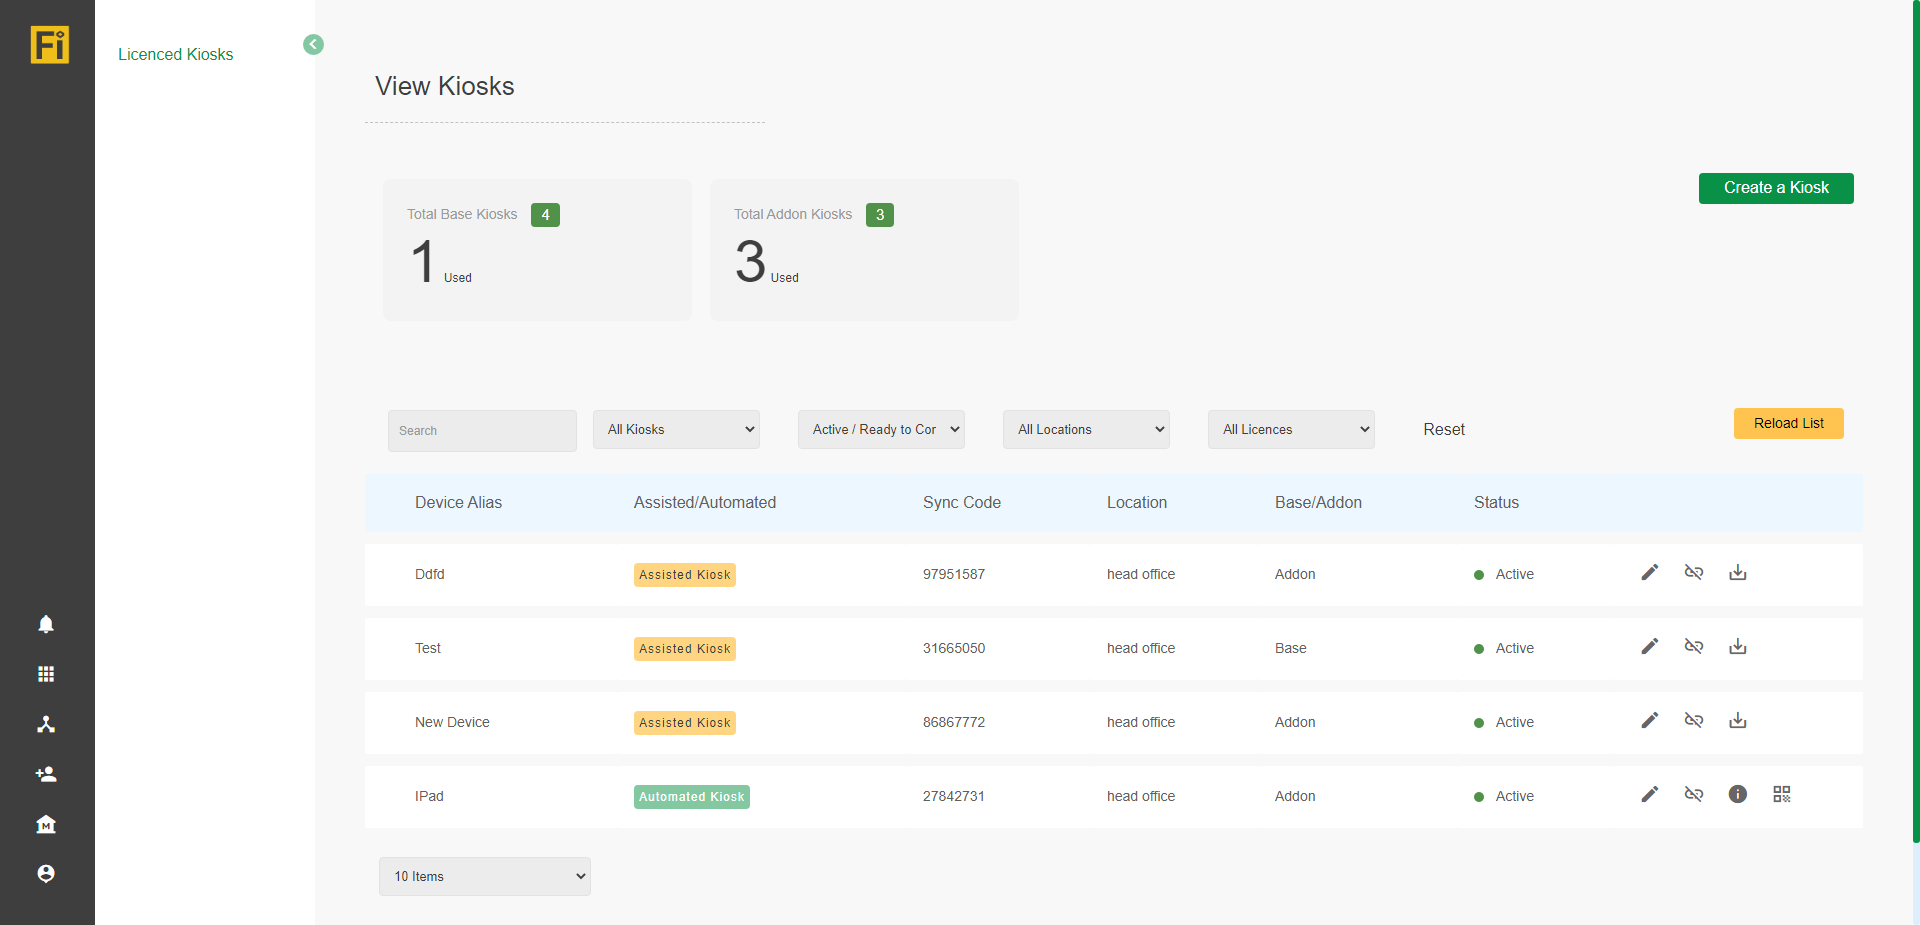 Fi
Licenced Kiosks
View Kiosks
Total Base Kiosks 4
1 Used
Total Addon Kiosks 3
3 Used
Create a Kiosk
Search
All Kiosks
Active / Ready to Cor
All Locations
All Licences
Reset
Reload List
Device Alias Assisted/Automated Sync Code Location Base/Addon Status
Ddfd Assisted Kiosk 97951587 head office Addon Active
Test Assisted Kiosk 31665050 head office Base Active
New Device Assisted Kiosk 86867772 head office Addon Active
IPad Automated Kiosk 27842731 head office Addon Active
M
10 Items